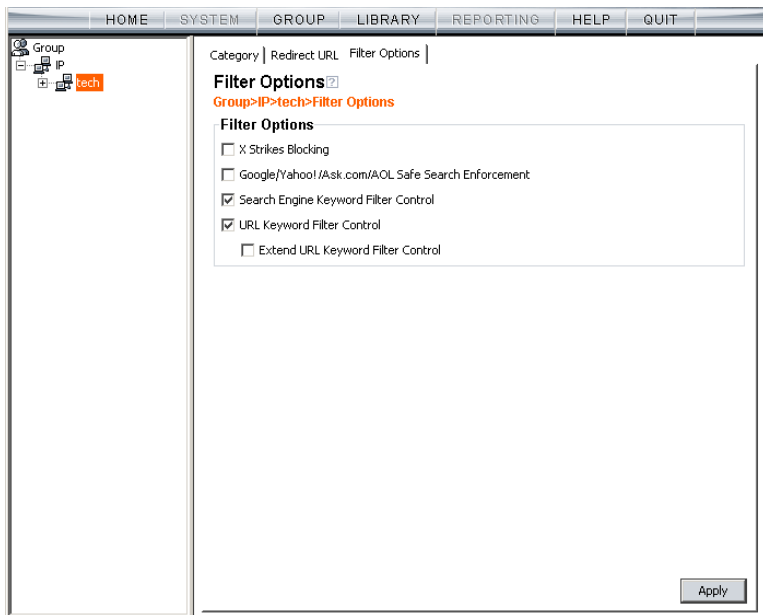 HOME SYSTEM GROUP LIBRARY REPORTING HELP QUIT
Group
IP
tech
Category Redirect URL Filter Options
Filter Options?
Group>IP>tech>Filter Options
Filter Options
X Strikes Blocking
Google/Yahoo!/Ask.com/AOL Safe Search Enforcement
Search Engine Keyword Filter Control
URL Keyword Filter Control
Extend URL Keyword Filter Control
Apply